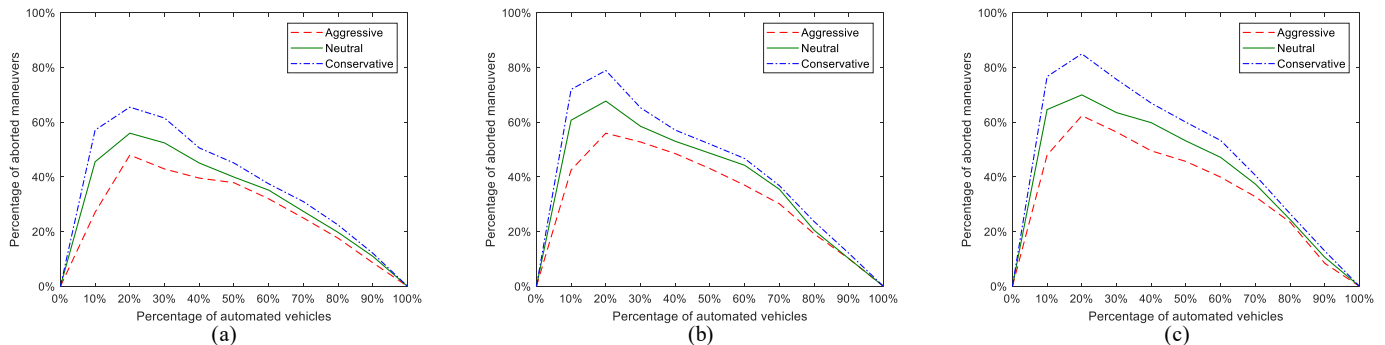 100%
80%
60%
40%
20%
0%
Percentage of aborted maneuvers
Aggressive
Neutral
Conservative
0% 10% 20% 30% 40% 50% 60% 70% 80% 90% 100%
Percentage of automated vehicles
(a)
100%
80%
60%
40%
20%
0%
Percentage of aborted maneuvers
Aggressive
Neutral
Conservative
0% 10% 20% 30% 40% 50% 60% 70% 80% 90% 100%
Percentage of automated vehicles
(b)
100%
80%
60%
40%
20%
0%
Percentage of aborted maneuvers
Aggressive
Neutral
Conservative
0% 10% 20% 30% 40% 50% 60% 70% 80% 90% 100%
Percentage of automated vehicles
(c)